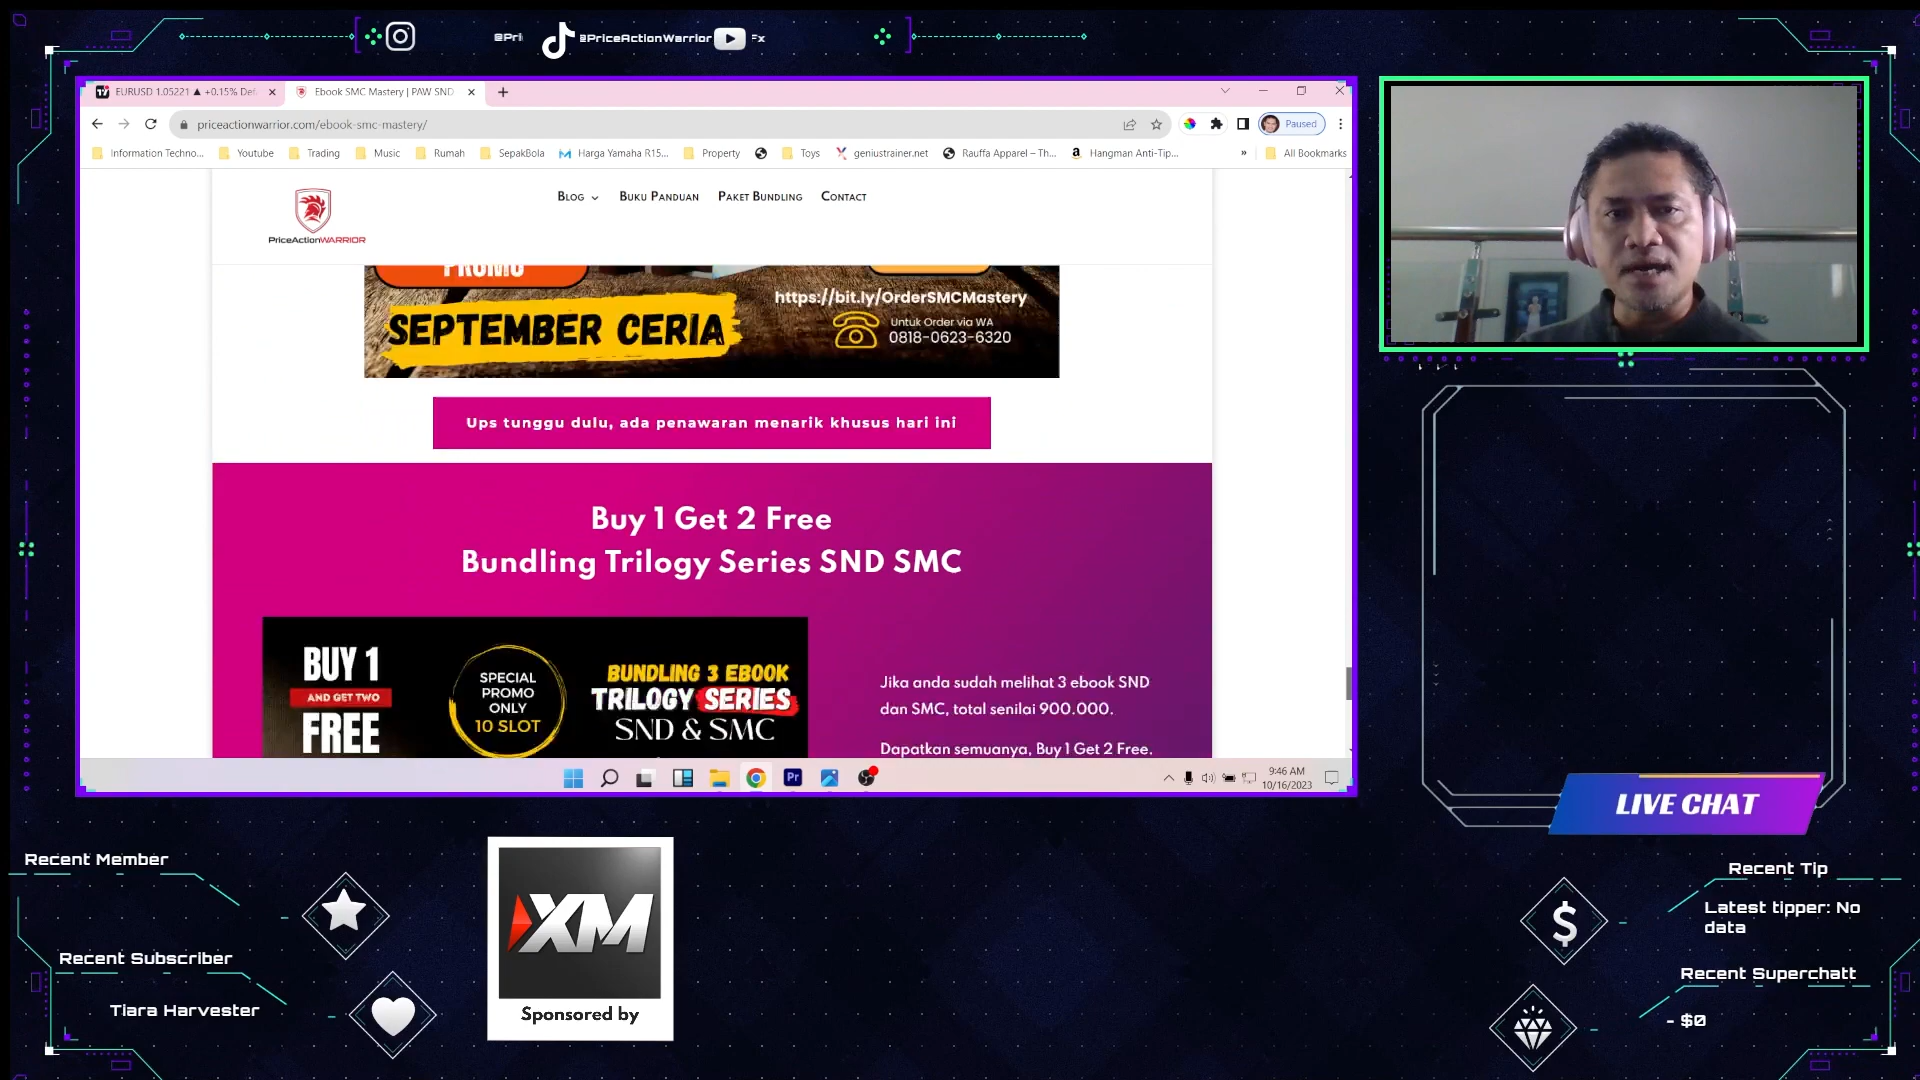 @Pri
@PriceActionWarrior
Fx
EURUSD 1.05221 ▲ +0.15%
Ebook SMC Mastery | PAW SND
priceactionwarrior.com/ebook-smc-mastery/
Paused
Information Techno...
Youtube
Trading
Music
Rumah
SepakBola
Harga Yamaha R15...
Property
Toys
geniustrainer.net
Rauffa Apparel – Th...
Hangman Anti-Tip...
»
All Bookmarks
PriceActionWARRIOR
Blog
Buku Panduan
Paket Bundling
Contact
PROMO
SEPTEMBER CERIA
https://bit.ly/OrderSMCMastery
Untuk Order via WA
0818-0623-6320
Ups tunggu dulu, ada penawaran menarik khusus hari ini
Buy 1 Get 2 Free
Bundling Trilogy Series SND SMC
BUY 1
AND GET TWO
FREE
SPECIAL
PROMO
ONLY
10 SLOT
BUNDLING 3 EBOOK
TRILOGY SERIES
SND & SMC
Jika anda sudah melihat 3 ebook SND
dan SMC, total senilai 900.000.
Dapatkan semuanya, Buy 1 Get 2 Free.
Pr
9:46 AM
10/16/2023
LIVE CHAT
Recent Member
Recent Subscriber
Tiara Harvester
XM
Sponsored by
Recent Tip
Latest tipper: No
data
Recent Superchatt
- $0